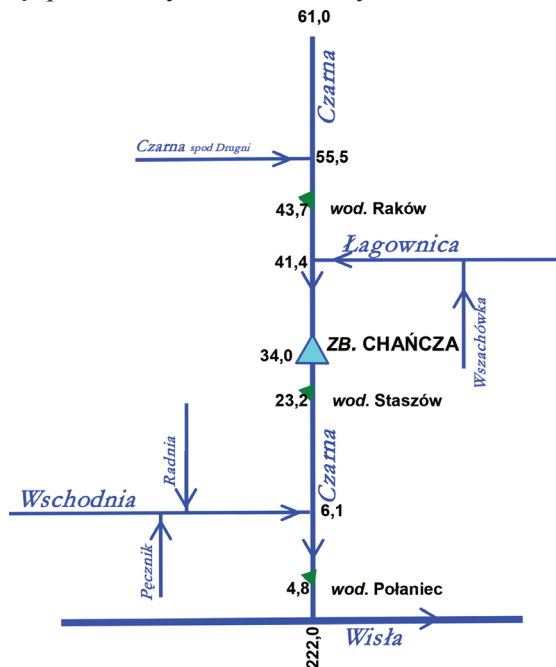 61,0
Czarna
Czarna spod Drugni
55,5
43,7 wod. Raków
Łagownica
41,4
Wszachówka
ZB. CHAŃCZA
34,0
23,2 wod. Staszów
Radnia
Czarna
Wschodnia
6,1
Pęcznik
4,8 wod. Połaniec
Wisła
222,0